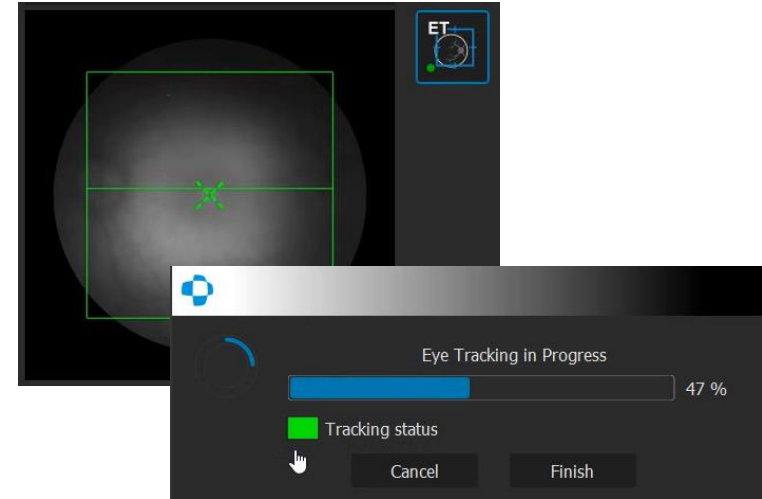 ET
Eye Tracking in Progress
47 %
Tracking status
Cancel Finish